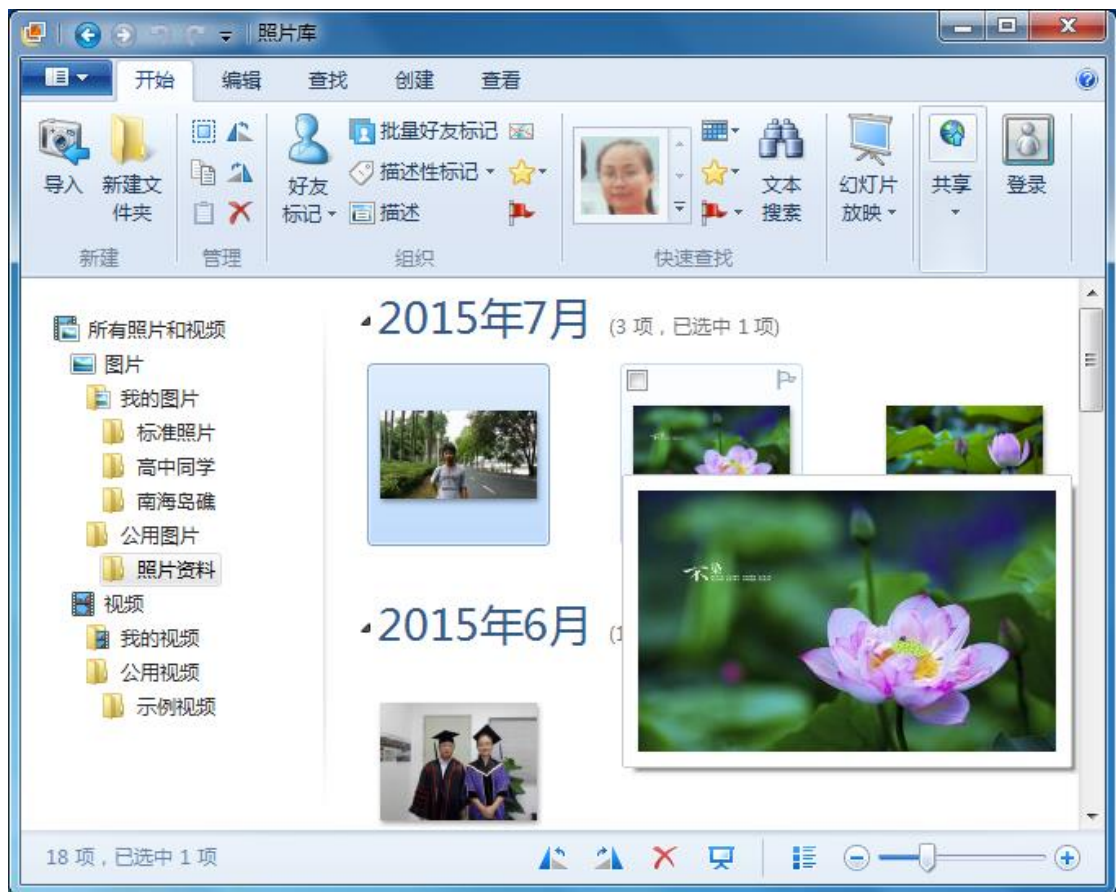 照片库
开始 编辑 查找 创建 查看
导入
新建文件夹
新建
管理
好友标记
批量好友标记
描述性标记
描述
组织
文本搜索
快速查找
幻灯片放映
共享
登录
所有照片和视频
图片
我的图片
标准照片
高中同学
南海岛礁
公用图片
照片资料
视频
我的视频
公用视频
示例视频
2015年7月 (3 项，已选中 1 项)
2015年6月 (1
18 项，已选中 1 项